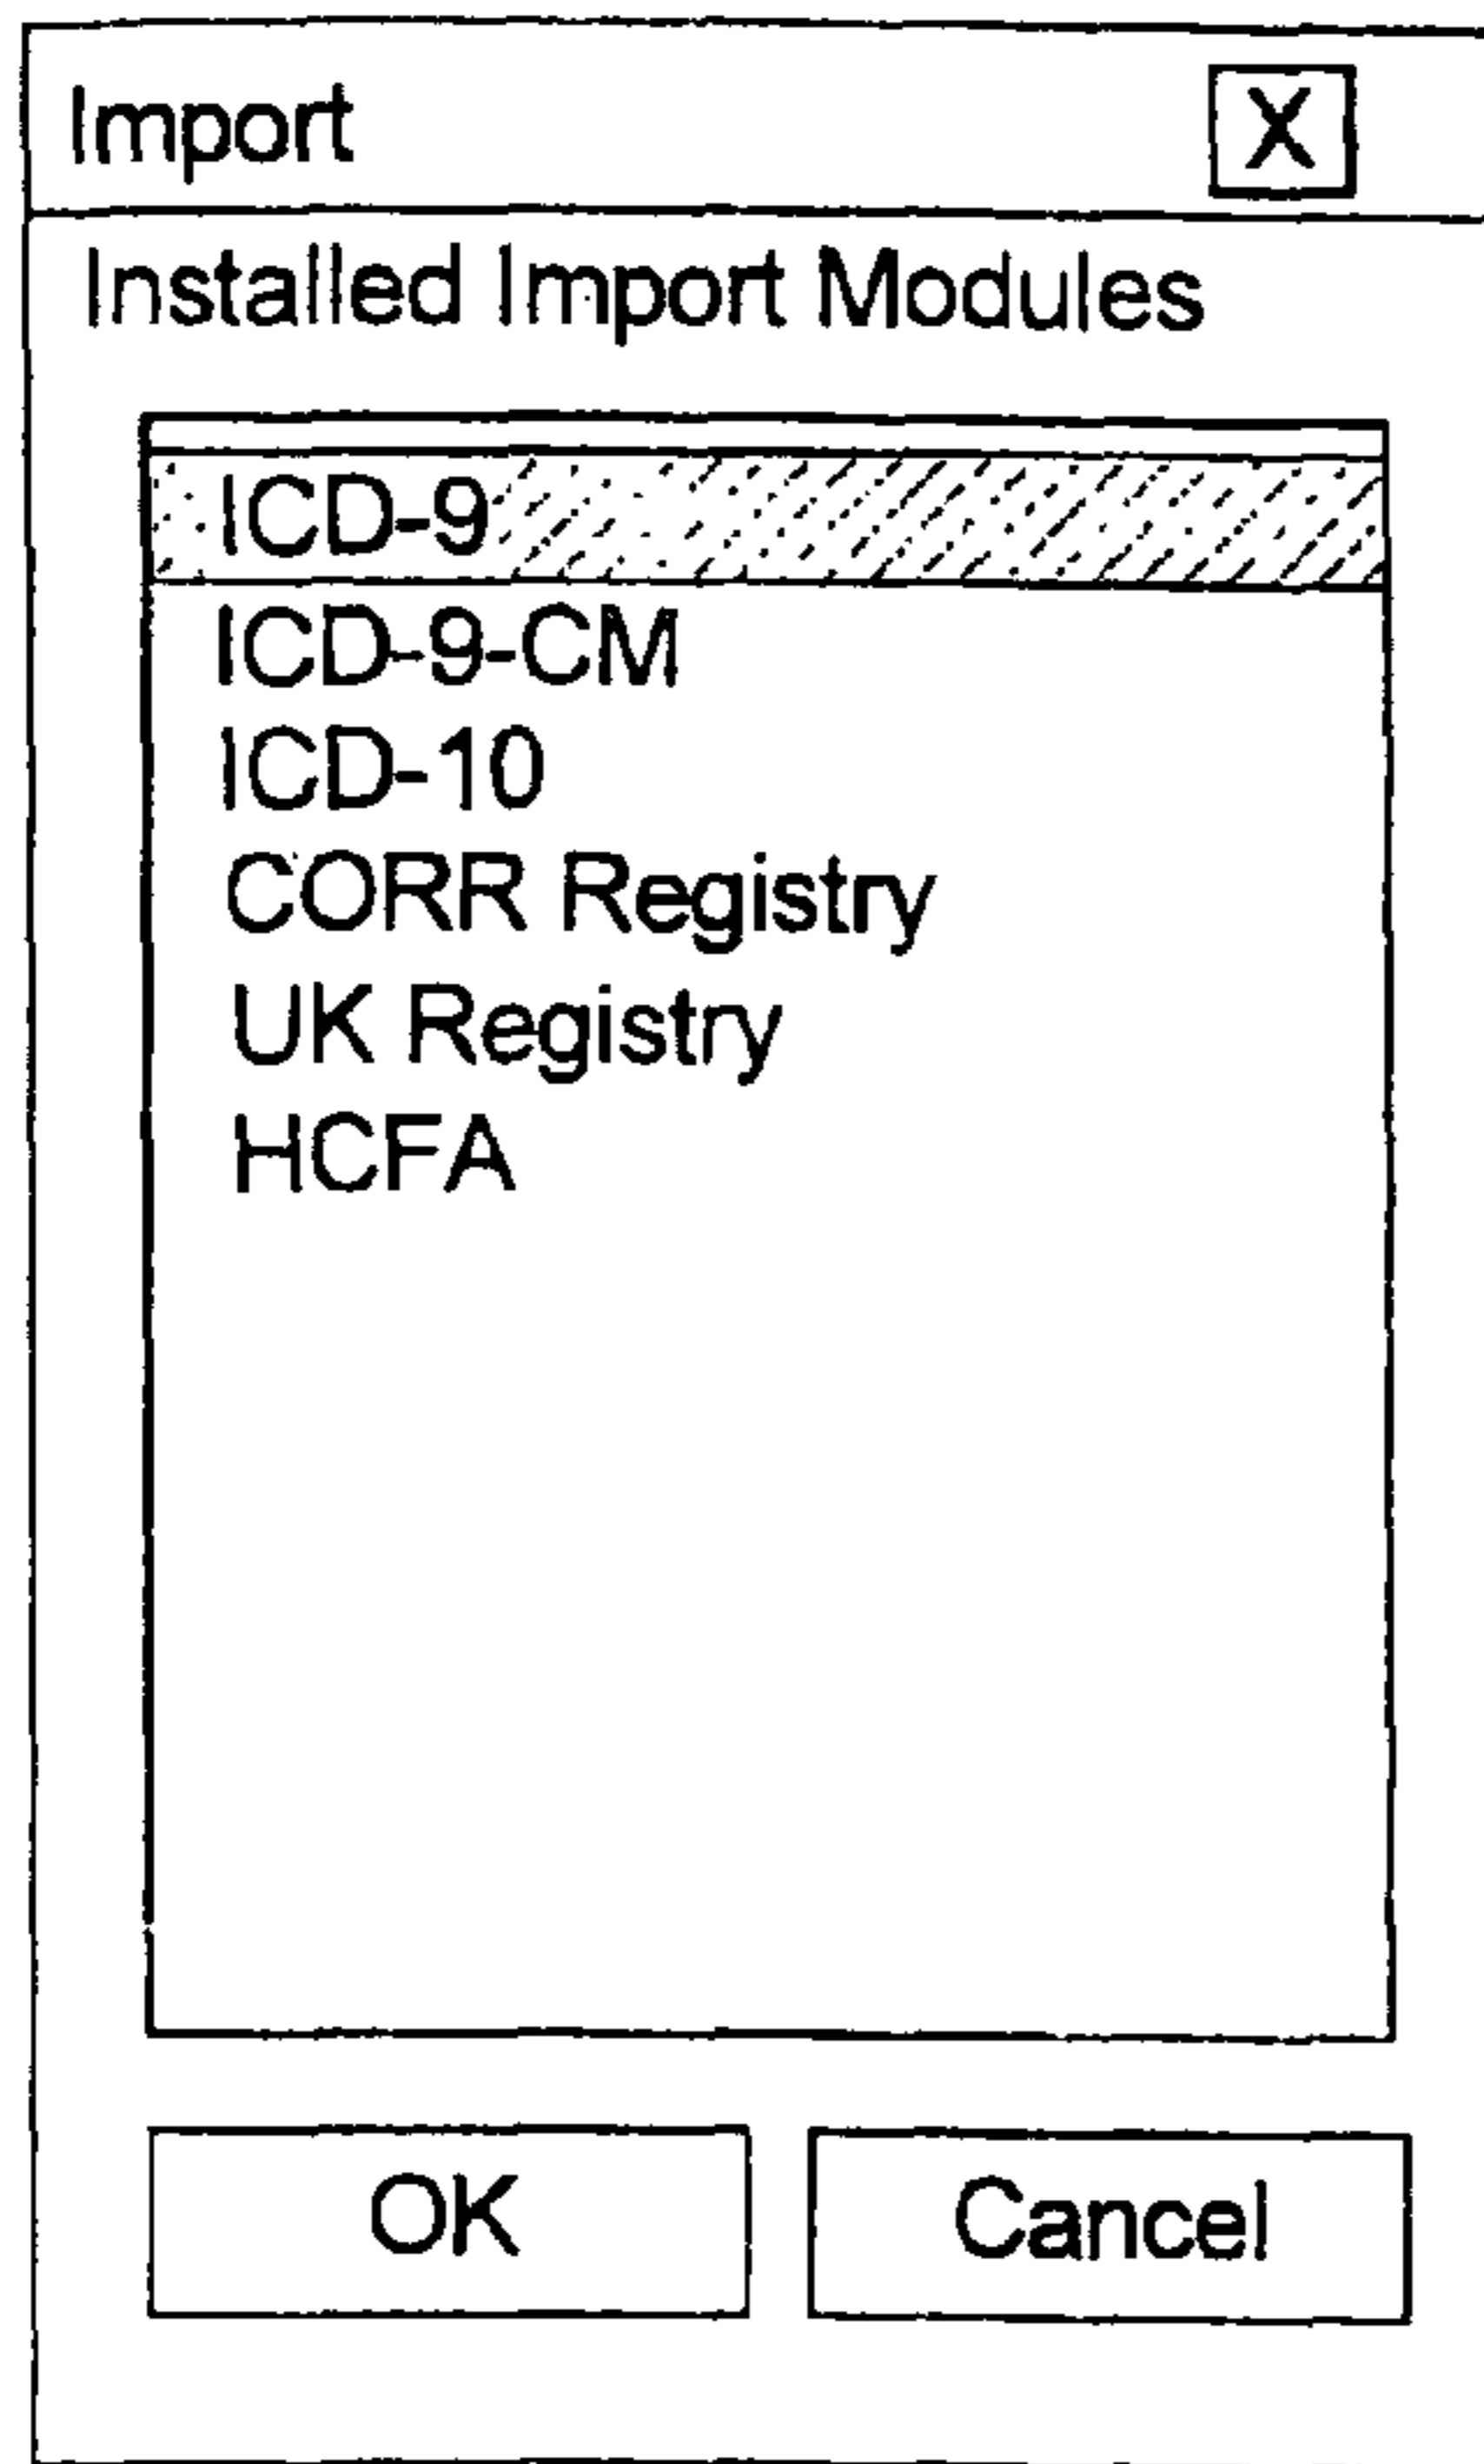 Import X
Installed Import Modules
ICD-9
ICD-9-CM
ICD-10
CORR Registry
UK Registry
HCFA
OK Cancel